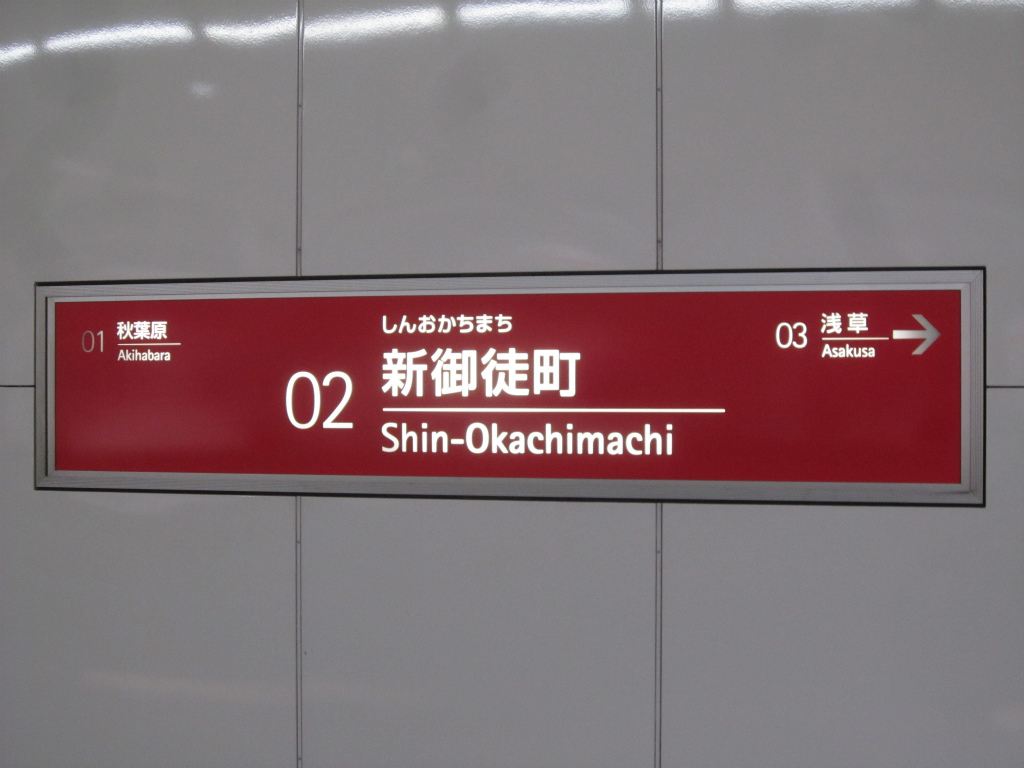 01 秋葉原
Akihabara
しんおかちまち
02 新御徒町
Shin-Okachimachi
03 浅草
Asakusa